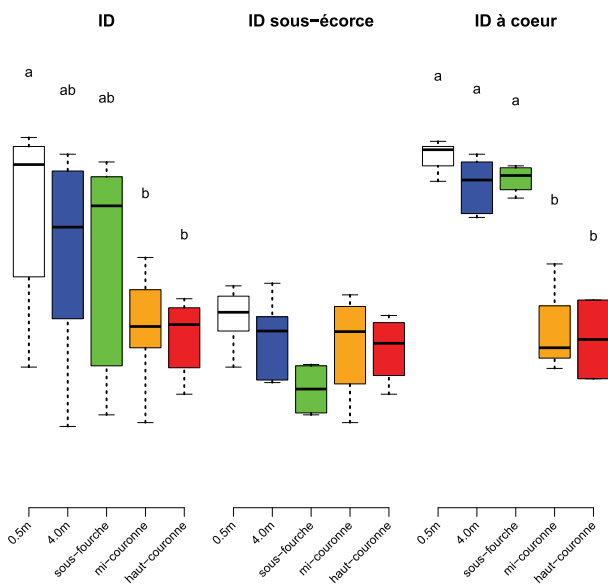 ID
ID sous−écorce
ID à coeur
a
ab
ab
b
b
a
a
a
b
b
0.5m
4.0m
sous−fourche
mi−couronne
haut−couronne
0.5m
4.0m
sous−fourche
mi−couronne
haut−couronne
0.5m
4.0m
sous−fourche
mi−couronne
haut−couronne